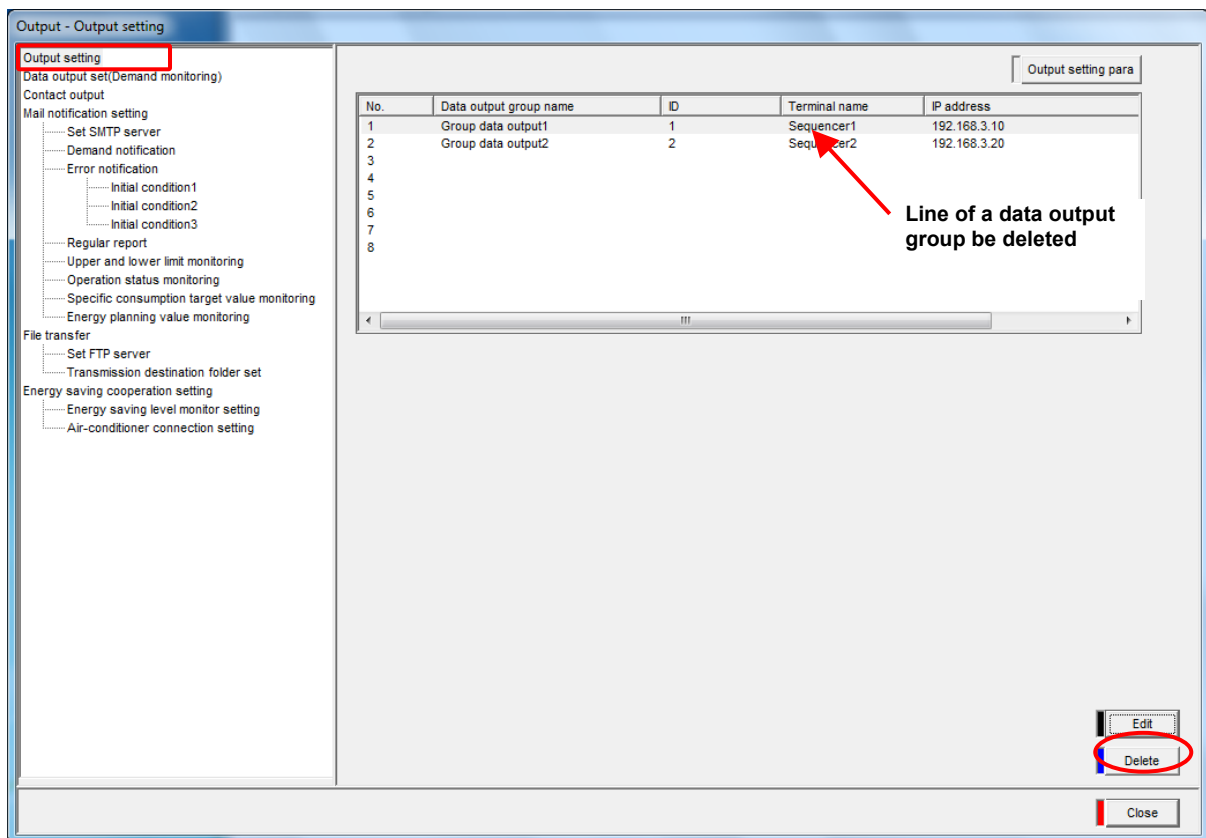 Output - Output setting
Output setting
Data output set(Demand monitoring)
Contact output
Mail notification setting
Set SMTP server
Demand notification
Error notification
Initial condition1
Initial condition2
Initial condition3
Regular report
Upper and lower limit monitoring
Operation status monitoring
Specific consumption target value monitoring
Energy planning value monitoring
File transfer
Set FTP server
Transmission destination folder set
Energy saving cooperation setting
Energy saving level monitor setting
Air-conditioner connection setting
Output setting para
No. Data output group name ID Terminal name IP address
1 Group data output1 1 Sequencer1 192.168.3.10
2 Group data output2 2 Sequencer2 192.168.3.20
3
4
5
6
7
8
Line of a data output
group be deleted
Edit
Delete
Close